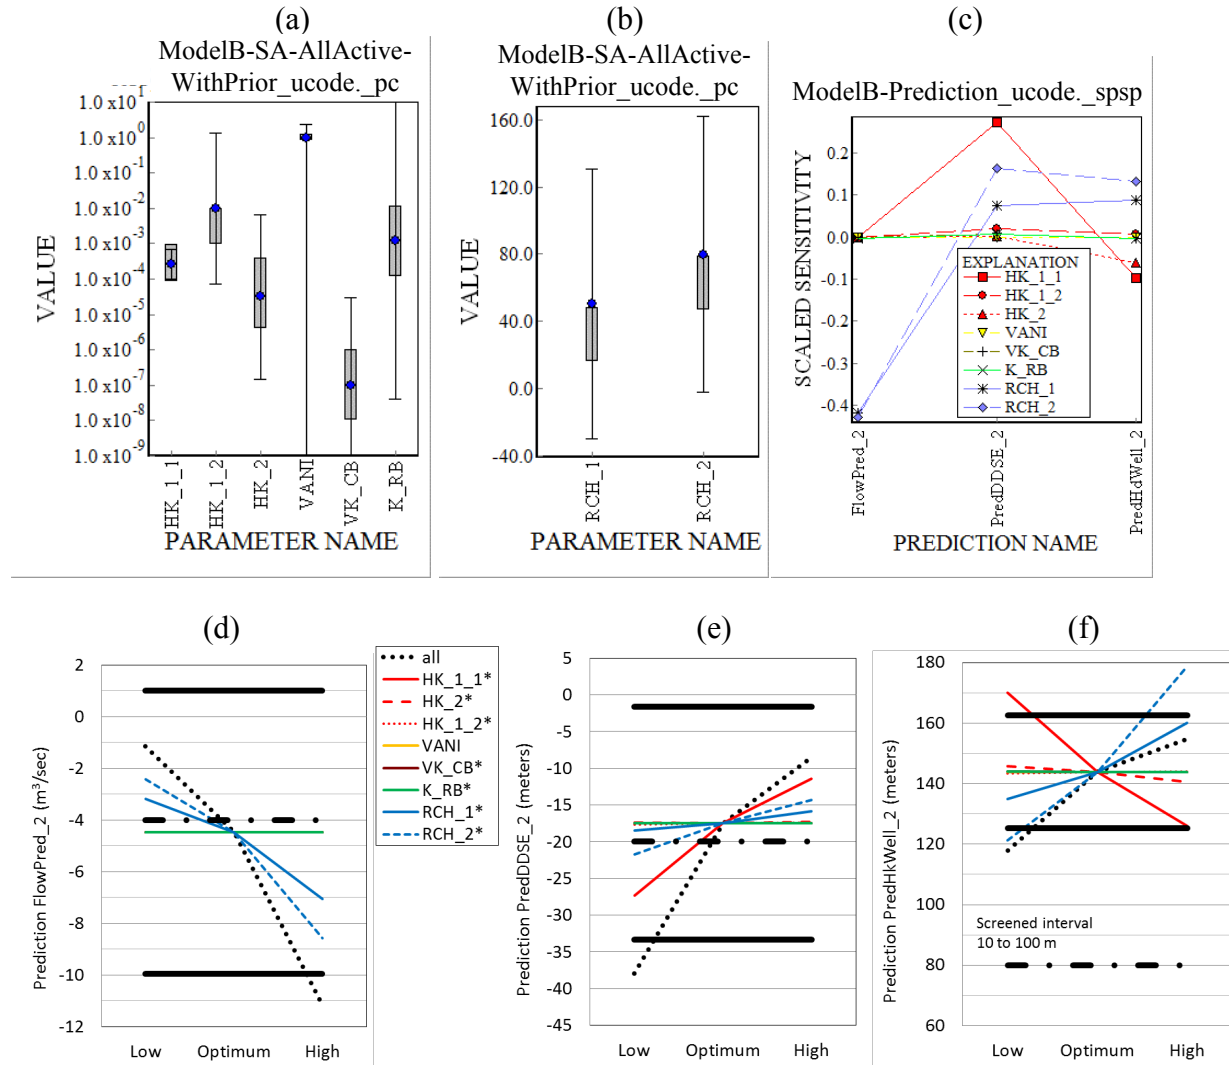 (a)
(b)
(c)
ModelB-SA-AllActive-
WithPrior_ucode._pc
ModelB-SA-AllActive-
WithPrior_ucode._pc
ModelB-Prediction_ucode._spsp
VALUE
1.0 x10^1
1.0 x10^0
1.0 x10^-1
1.0 x10^-2
1.0 x10^-3
1.0 x10^-4
1.0 x10^-5
1.0 x10^-6
1.0 x10^-7
1.0 x10^-8
1.0 x10^-9
HK_1_1
HK_1_2
HK_2
VANI
VK_CB
K_RB
PARAMETER NAME
VALUE
160.0
120.0
80.0
40.0
0.0
-40.0
RCH_1
RCH_2
PARAMETER NAME
SCALED SENSITIVITY
0.2
0.1
0.0
-0.1
-0.2
-0.3
-0.4
EXPLANATION
HK_1_1
HK_1_2
HK_2
VANI
VK_CB
K_RB
RCH_1
RCH_2
FlowPred_2
PredDDSE_2
PredHdWell_2
PREDICTION NAME
(d)
(e)
(f)
Prediction FlowPred_2 (m³/sec)
2
0
-2
-4
-6
-8
-10
-12
Low
Optimum
High
all
HK_1_1*
HK_2*
HK_1_2*
VANI
VK_CB*
K_RB*
RCH_1*
RCH_2*
Prediction PredDDSE_2 (meters)
5
0
-5
-10
-15
-20
-25
-30
-35
-40
-45
Low
Optimum
High
Prediction PredHkWell_2 (meters)
180
160
140
120
100
80
60
Screened interval
10 to 100 m
Low
Optimum
High